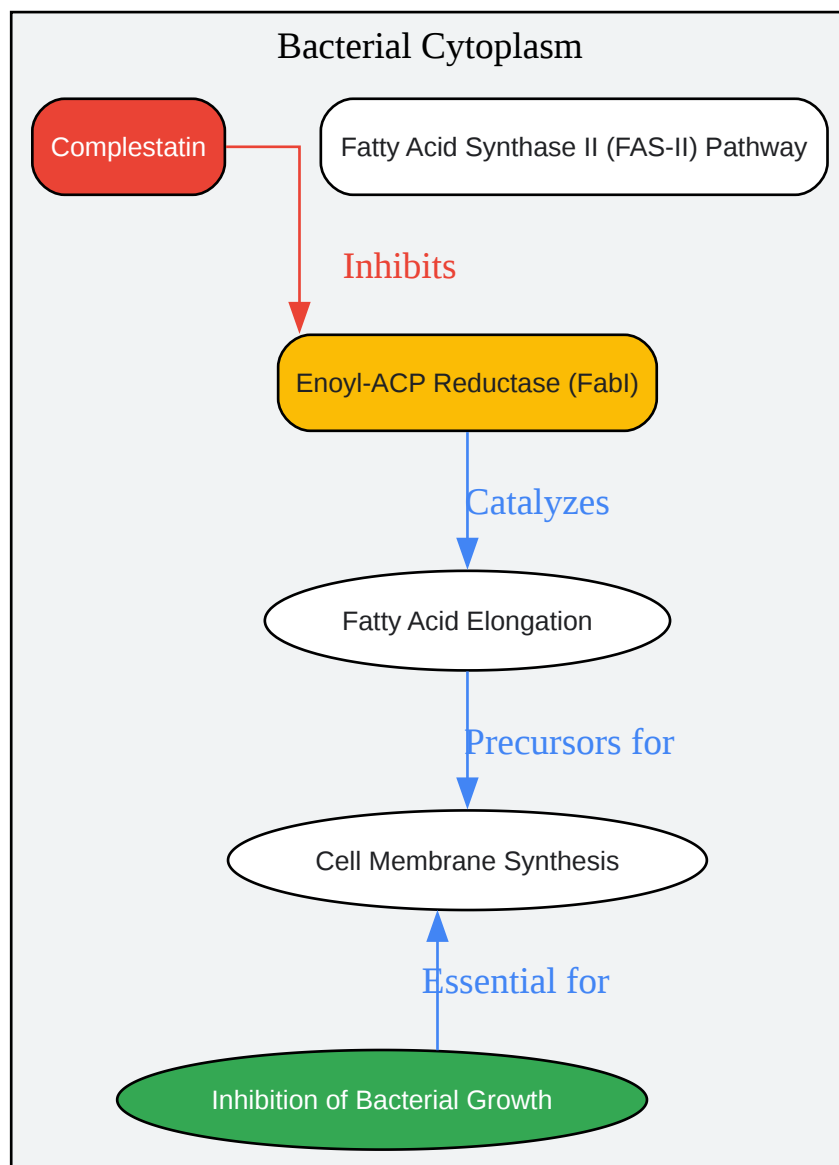 Bacterial Cytoplasm
Complestatin
Fatty Acid Synthase II (FAS-II) Pathway
Inhibits
Enoyl-ACP Reductase (FabI)
Catalyzes
Fatty Acid Elongation
Precursors for
Cell Membrane Synthesis
Essential for
Inhibition of Bacterial Growth